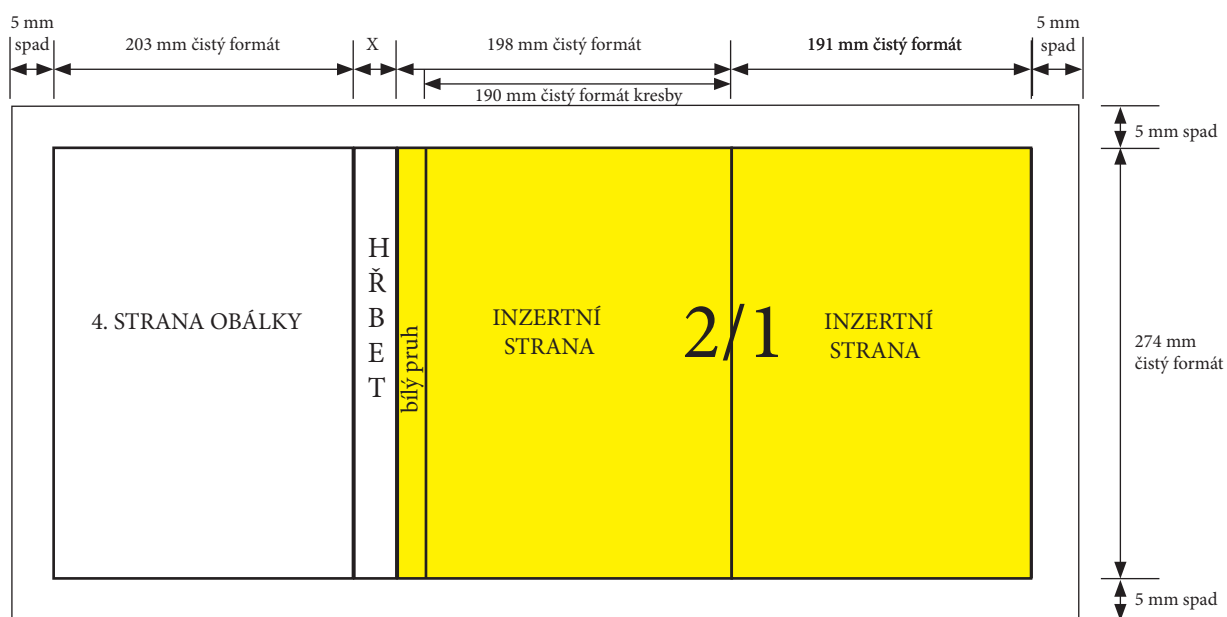 5 mm
spad
203 mm čistý formát
X
198 mm čistý formát
191 mm čistý formát
5 mm
spad
190 mm čistý formát kresby
5 mm spad
4. STRANA OBÁLKY
H
Ř
B
E
T
bílý pruh
INZERTNÍ
STRANA
2/1
INZERTNÍ
STRANA
274 mm
čistý formát
5 mm spad